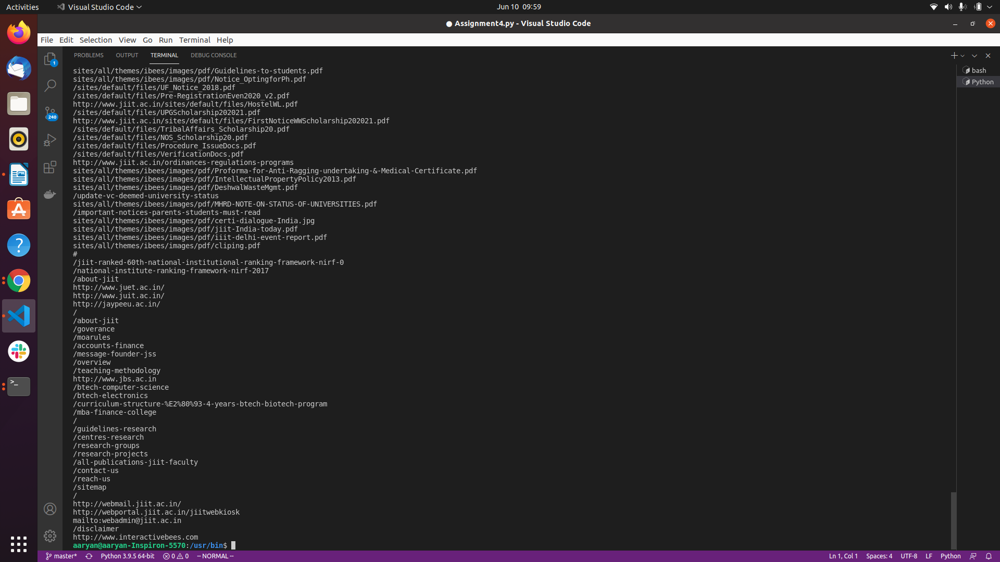 Activities
Visual Studio Code
Jun 10 09:59
● Assignment4.py - Visual Studio Code
File Edit Selection View Go Run Terminal Help
PROBLEMS OUTPUT TERMINAL DEBUG CONSOLE
1
240
bash
Python
sites/all/themes/ibees/images/pdf/Guidelines-to-students.pdf
sites/all/themes/ibees/images/pdf/Notice_OptingforPh.pdf
/sites/default/files/UF_Notice_2018.pdf
/sites/default/files/Pre-RegistrationEven2020_v2.pdf
http://www.jiit.ac.in/sites/default/files/HostelWL.pdf
/sites/default/files/UPGScholarship202021.pdf
http://www.jiit.ac.in/sites/default/files/FirstNoticeWWScholarship202021.pdf
/sites/default/files/TribalAffairs_Scholarship20.pdf
/sites/default/files/NOS_Scholarship20.pdf
/sites/default/files/Procedure_IssueDocs.pdf
/sites/default/files/VerificationDocs.pdf
http://www.jiit.ac.in/ordinances-regulations-programs
sites/all/themes/ibees/images/pdf/Proforma-for-Anti-Ragging-undertaking-&-Medical-Certificate.pdf
sites/all/themes/ibees/images/pdf/IntellectualPropertyPolicy2013.pdf
sites/all/themes/ibees/images/pdf/DeshwalWasteMgmt.pdf
/update-vc-deemed-university-status
sites/all/themes/ibees/images/pdf/MHRD-NOTE-ON-STATUS-OF-UNIVERSITIES.pdf
/important-notices-parents-students-must-read
sites/all/themes/ibees/images/pdf/certi-dialogue-India.jpg
sites/all/themes/ibees/images/pdf/jiit-India-today.pdf
sites/all/themes/ibees/images/pdf/iiit-delhi-event-report.pdf
sites/all/themes/ibees/images/pdf/cliping.pdf
#
/jiit-ranked-60th-national-institutional-ranking-framework-nirf-0
/national-institute-ranking-framework-nirf-2017
/about-jiit
http://www.juet.ac.in/
http://www.juit.ac.in/
http://jaypeeu.ac.in/
/
/about-jiit
/goverance
/moarules
/accounts-finance
/message-founder-jss
/overview
/teaching-methodology
http://www.jbs.ac.in
/btech-computer-science
/btech-electronics
/curriculum-structure-%E2%80%93-4-years-btech-biotech-program
/mba-finance-college
/
/guidelines-research
/centres-research
/research-groups
/research-projects
/all-publications-jiit-faculty
/contact-us
/reach-us
/sitemap
/
http://webmail.jiit.ac.in/
http://webportal.jiit.ac.in/jiitwebkiosk
mailto:webadmin@jiit.ac.in
/disclaimer
http://www.interactivebees.com
aaryan@aaryan-Inspiron-5570:/usr/bin$
master* Python 3.9.5 64-bit 0 0 -- NORMAL -- Ln 1, Col 1 Spaces: 4 UTF-8 LF Python